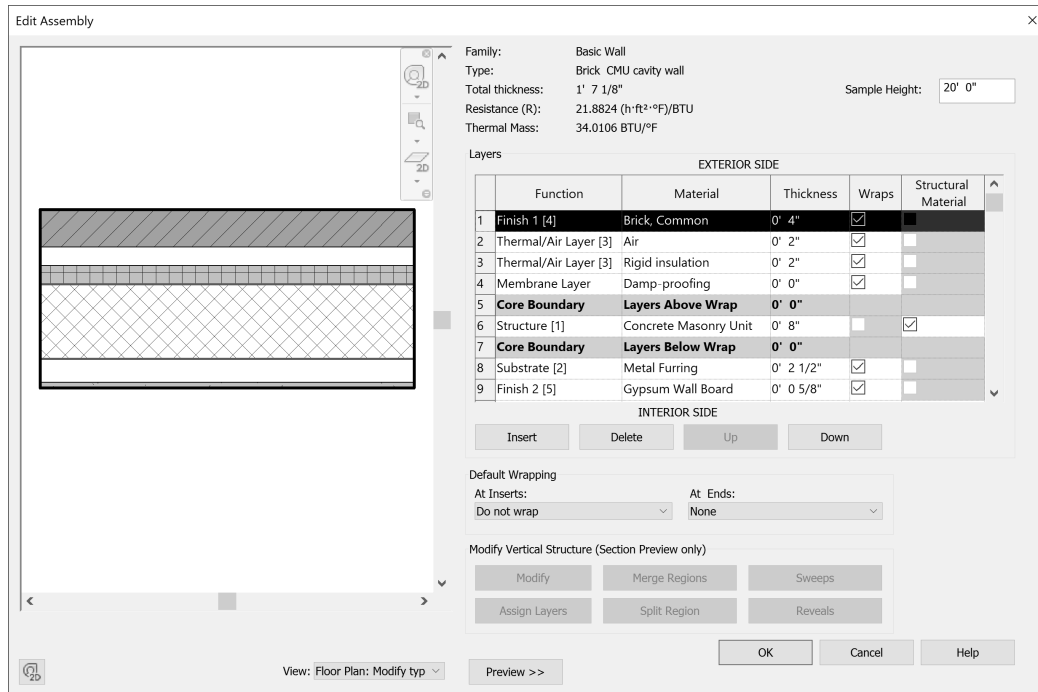 Edit Assembly
Family: Basic Wall
Type: Brick CMU cavity wall
Total thickness: 1' 7 1/8" Sample Height: 20' 0"
Resistance (R): 21.8824 (h·ft²·°F)/BTU
Thermal Mass: 34.0106 BTU/°F
Layers
EXTERIOR SIDE
Function Material Thickness Wraps Structural Material
1 Finish 1 [4] Brick, Common 0' 4"
2 Thermal/Air Layer [3] Air 0' 2"
3 Thermal/Air Layer [3] Rigid insulation 0' 2"
4 Membrane Layer Damp-proofing 0' 0"
5 Core Boundary Layers Above Wrap 0' 0"
6 Structure [1] Concrete Masonry Unit 0' 8"
7 Core Boundary Layers Below Wrap 0' 0"
8 Substrate [2] Metal Furring 0' 2 1/2"
9 Finish 2 [5] Gypsum Wall Board 0' 0 5/8"
INTERIOR SIDE
Insert Delete Up Down
Default Wrapping
At Inserts: At Ends:
Do not wrap None
Modify Vertical Structure (Section Preview only)
Modify Merge Regions Sweeps
Assign Layers Split Region Reveals
OK Cancel Help
View: Floor Plan: Modify typ Preview >>
2D
2D
2D